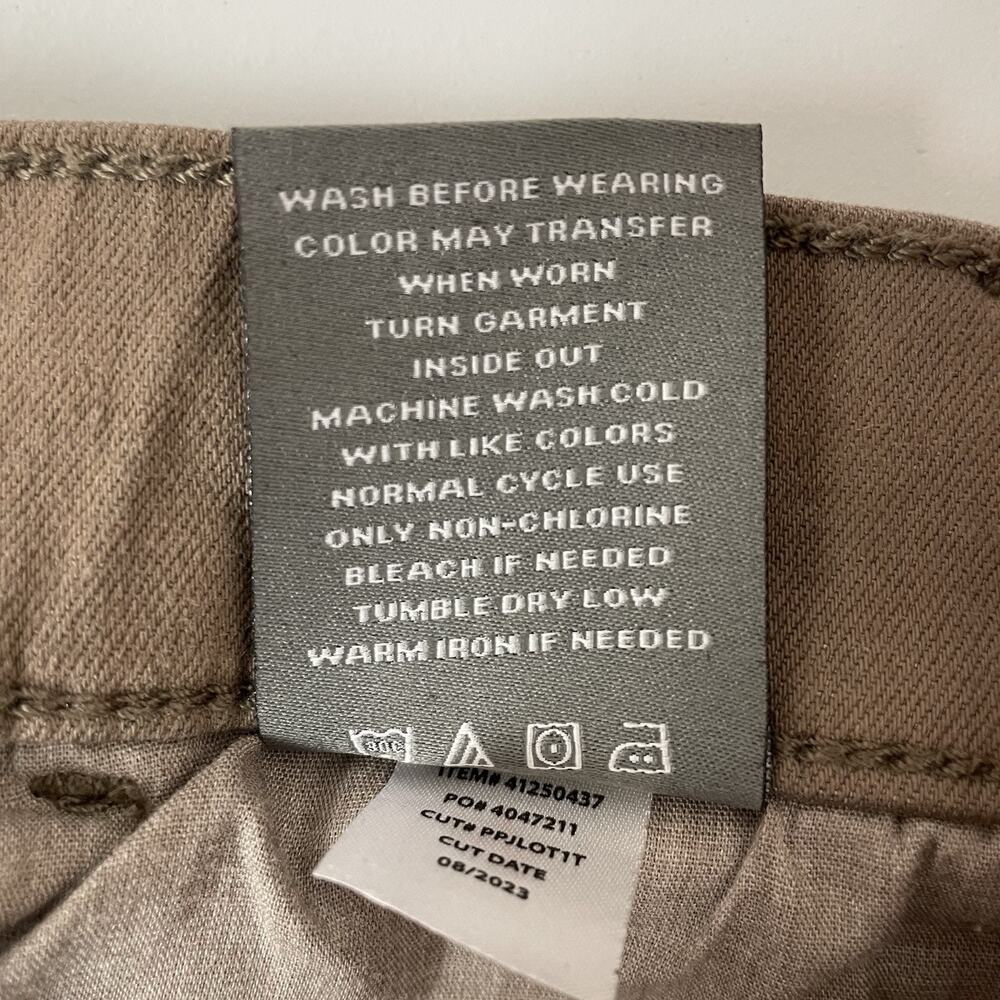 WASH BEFORE WEARING
COLOR MAY TRANSFER
WHEN WORN
TURN GARMENT
INSIDE OUT
MACHINE WASH COLD
WITH LIKE COLORS
NORMAL CYCLE USE
ONLY NON-CHLORINE
BLEACH IF NEEDED
TUMBLE DRY LOW
WARM IRON IF NEEDED
30C
ITEM# 41250437
PO# 4047211
CUT# PPJLOT1T
CUT DATE
08/2023